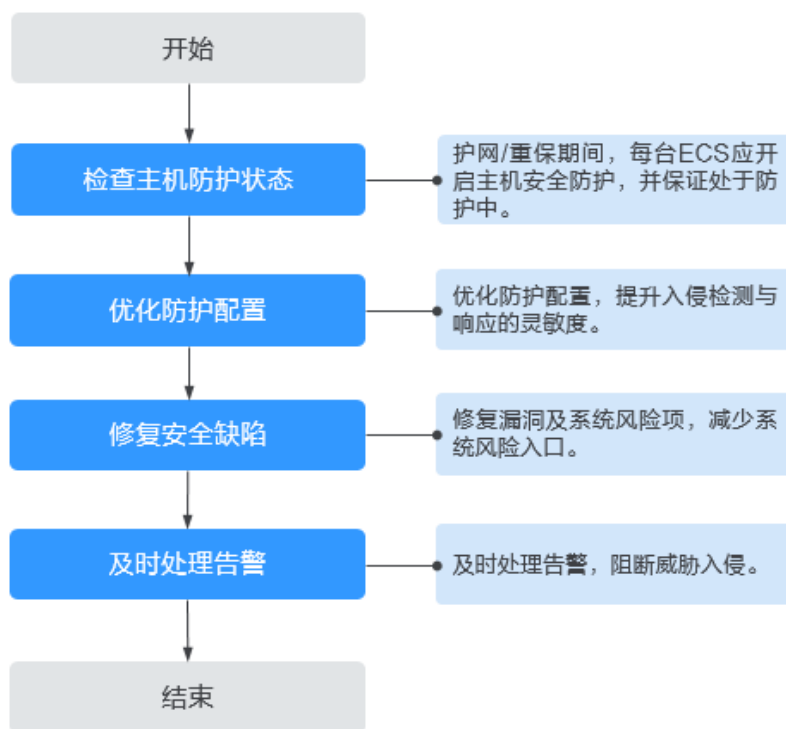 开始
检查主机防护状态
护网/重保期间，每台ECS应开
启主机安全防护，并保证处于防
护中。
优化防护配置
优化防护配置，提升入侵检测与
响应的灵敏度。
修复安全缺陷
修复漏洞及系统风险项，减少系
统风险入口。
及时处理告警
及时处理告警，阻断威胁入侵。
结束